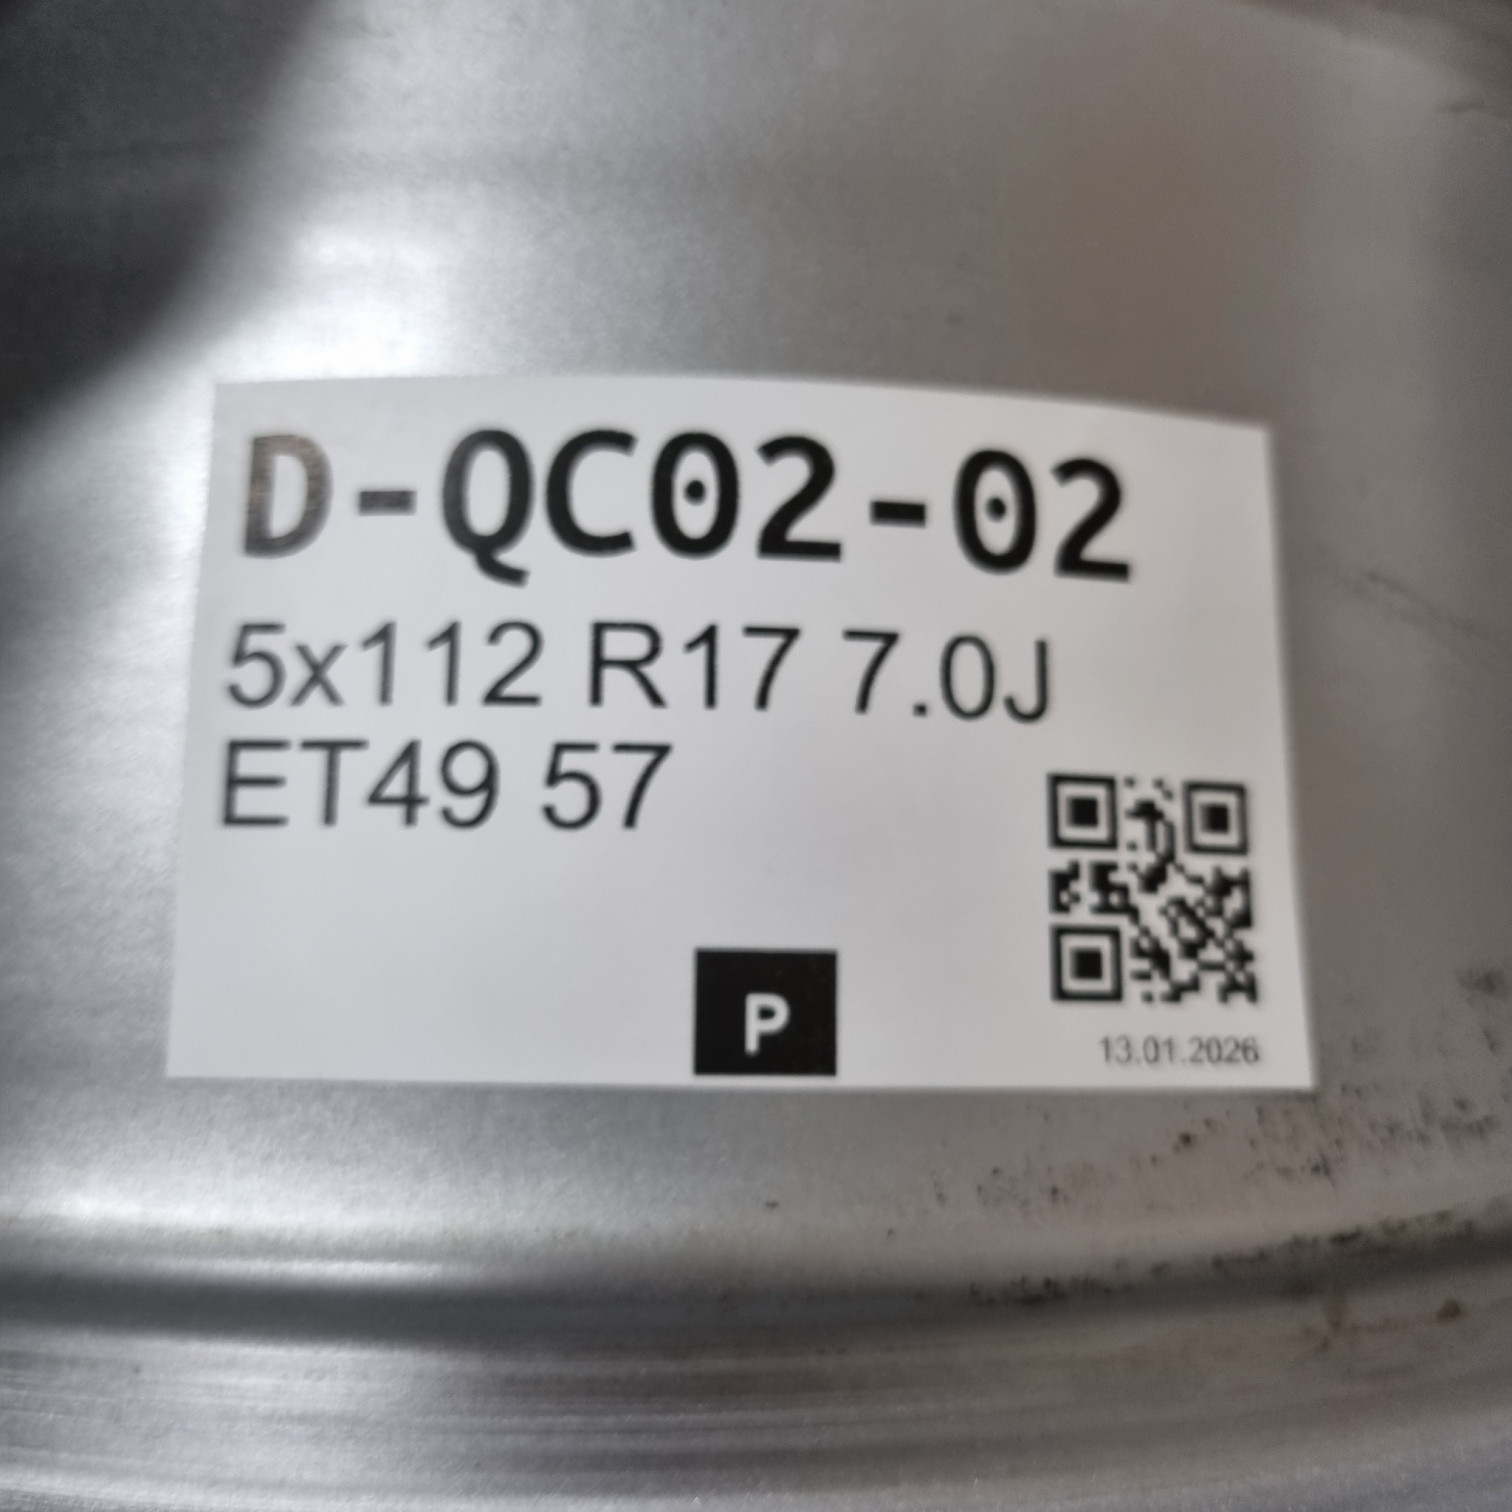 D-QC02-02
5x112 R17 7.0J
ET49 57
P
13.01.2026